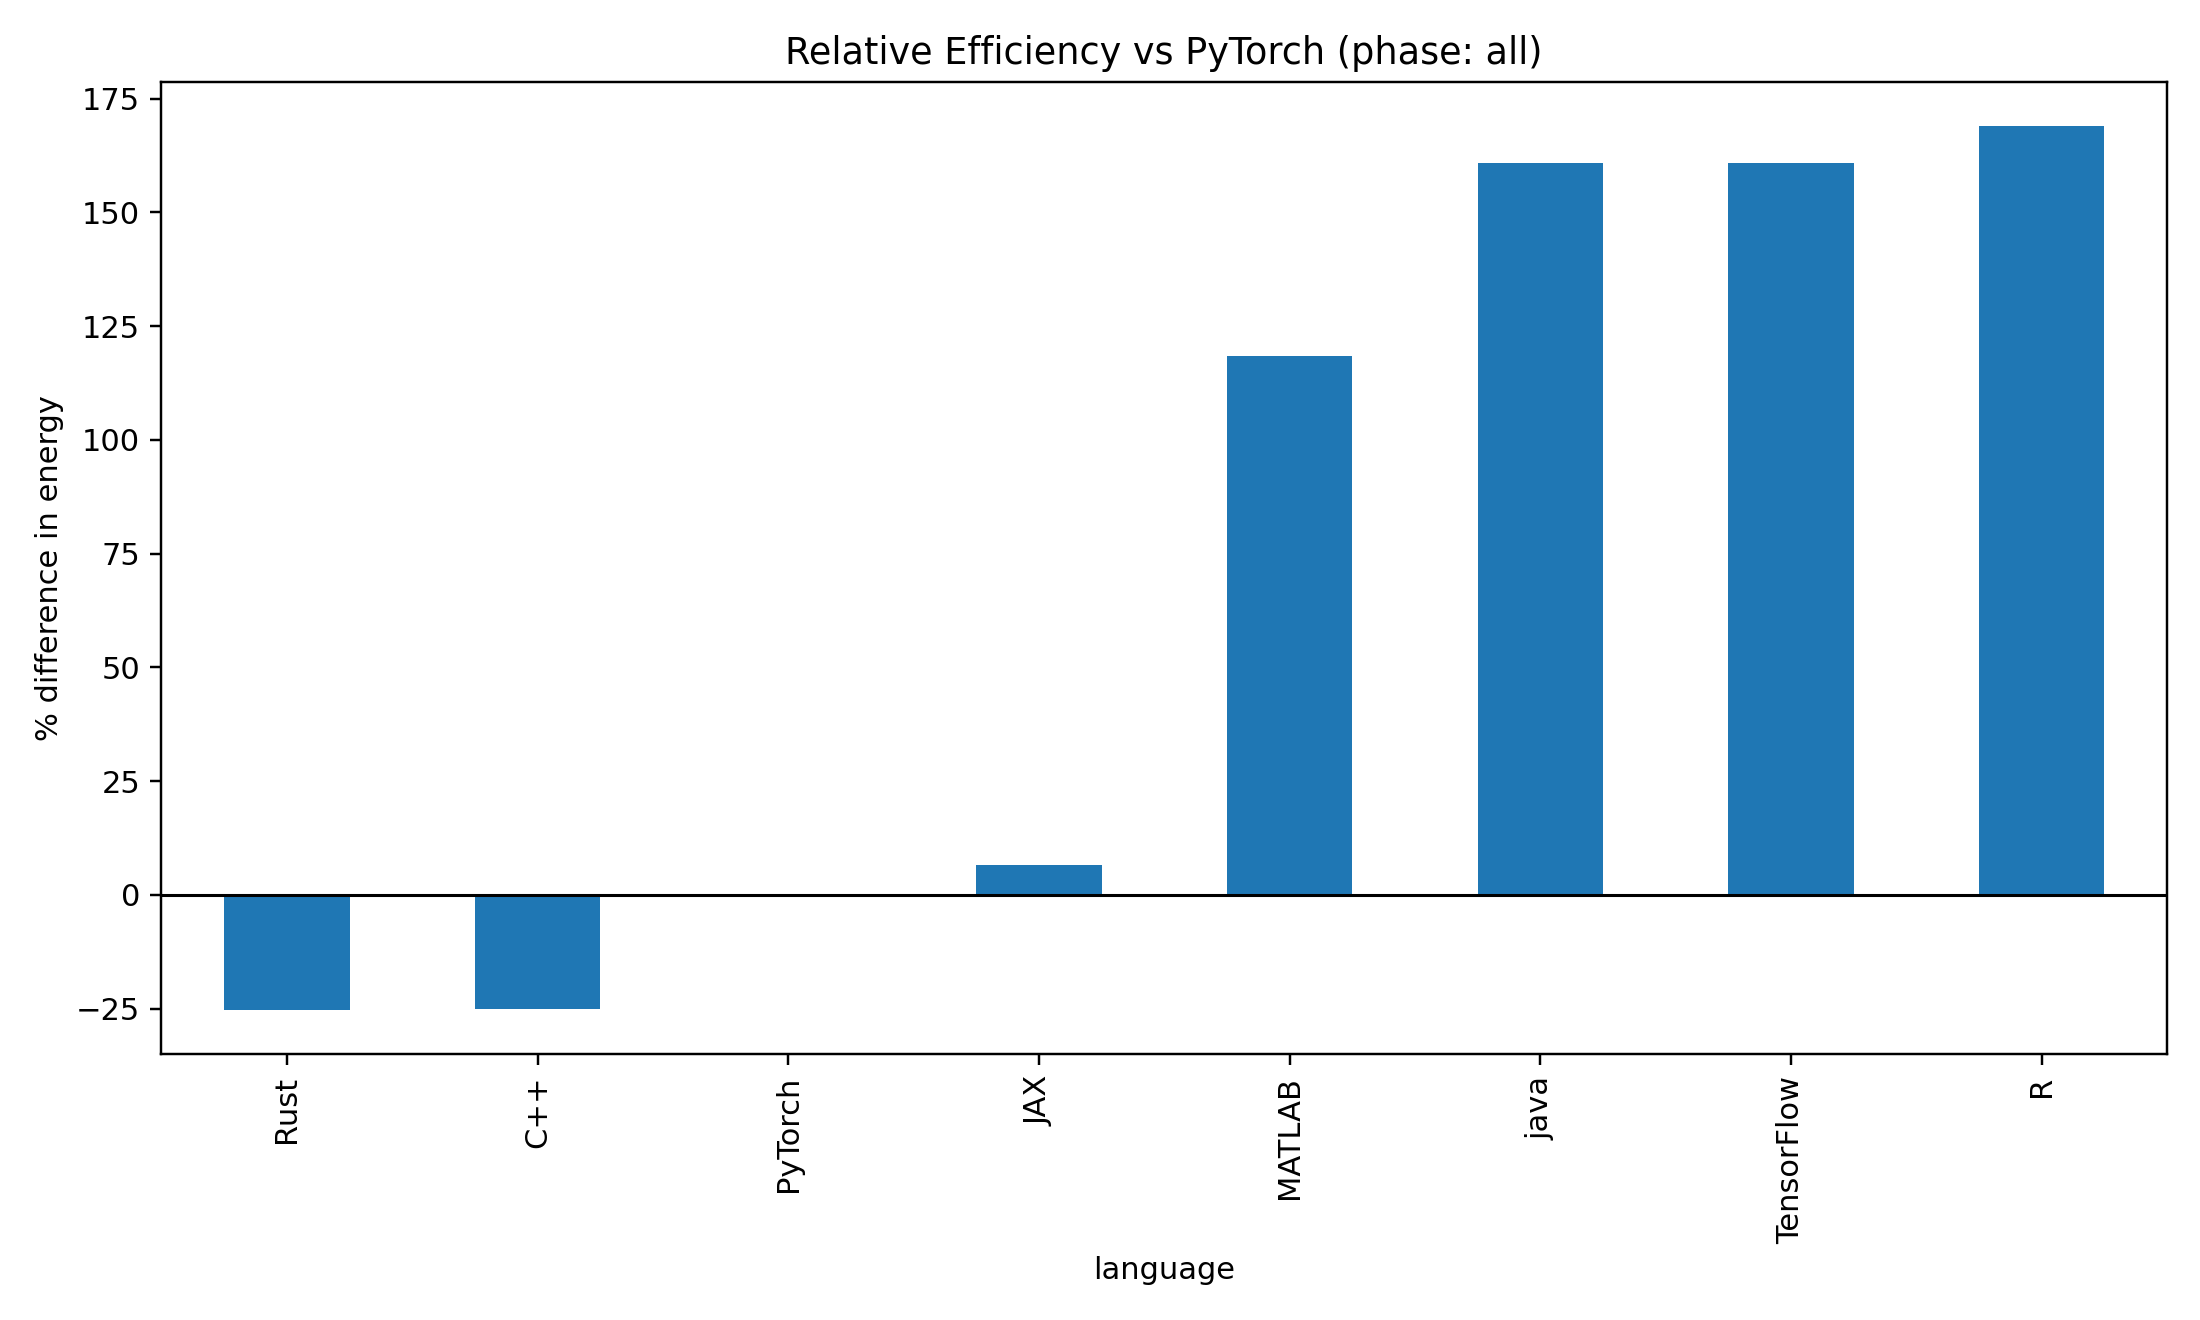 Relative Efficiency vs PyTorch (phase: all)
% difference in energy
175
150
125
100
75
50
25
0
−25
Rust
C++
PyTorch
JAX
MATLAB
java
TensorFlow
R
language